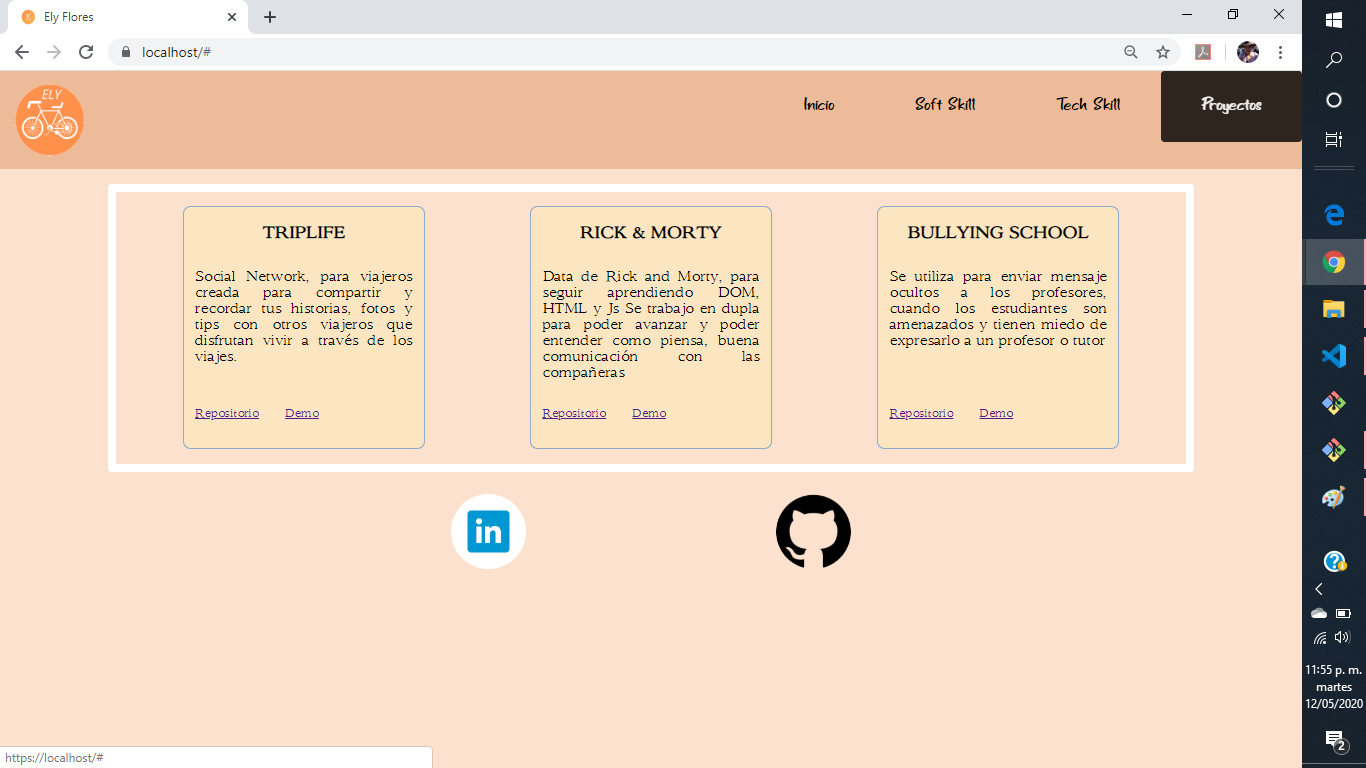 Ely Flores
localhost/#
ELY
Inicio
Soft Skill
Tech Skill
Proyectos
TRIPLIFE
Social Network, para viajeros
creada para compartir y
recordar tus historias, fotos y
tips con otros viajeros que
disfrutan vivir a través de los
viajes.
Repositorio Demo
RICK & MORTY
Data de Rick and Morty, para
seguir aprendiendo DOM,
HTML y Js Se trabajo en dupla
para poder avanzar y poder
entender como piensa, buena
comunicación con las
compañeras
Repositorio Demo
BULLYING SCHOOL
Se utiliza para enviar mensaje
ocultos a los profesores,
cuando los estudiantes son
amenazados y tienen miedo de
expresarlo a un profesor o tutor
Repositorio Demo
in
https://localhost/#
11:55 p. m.
martes
12/05/2020
2